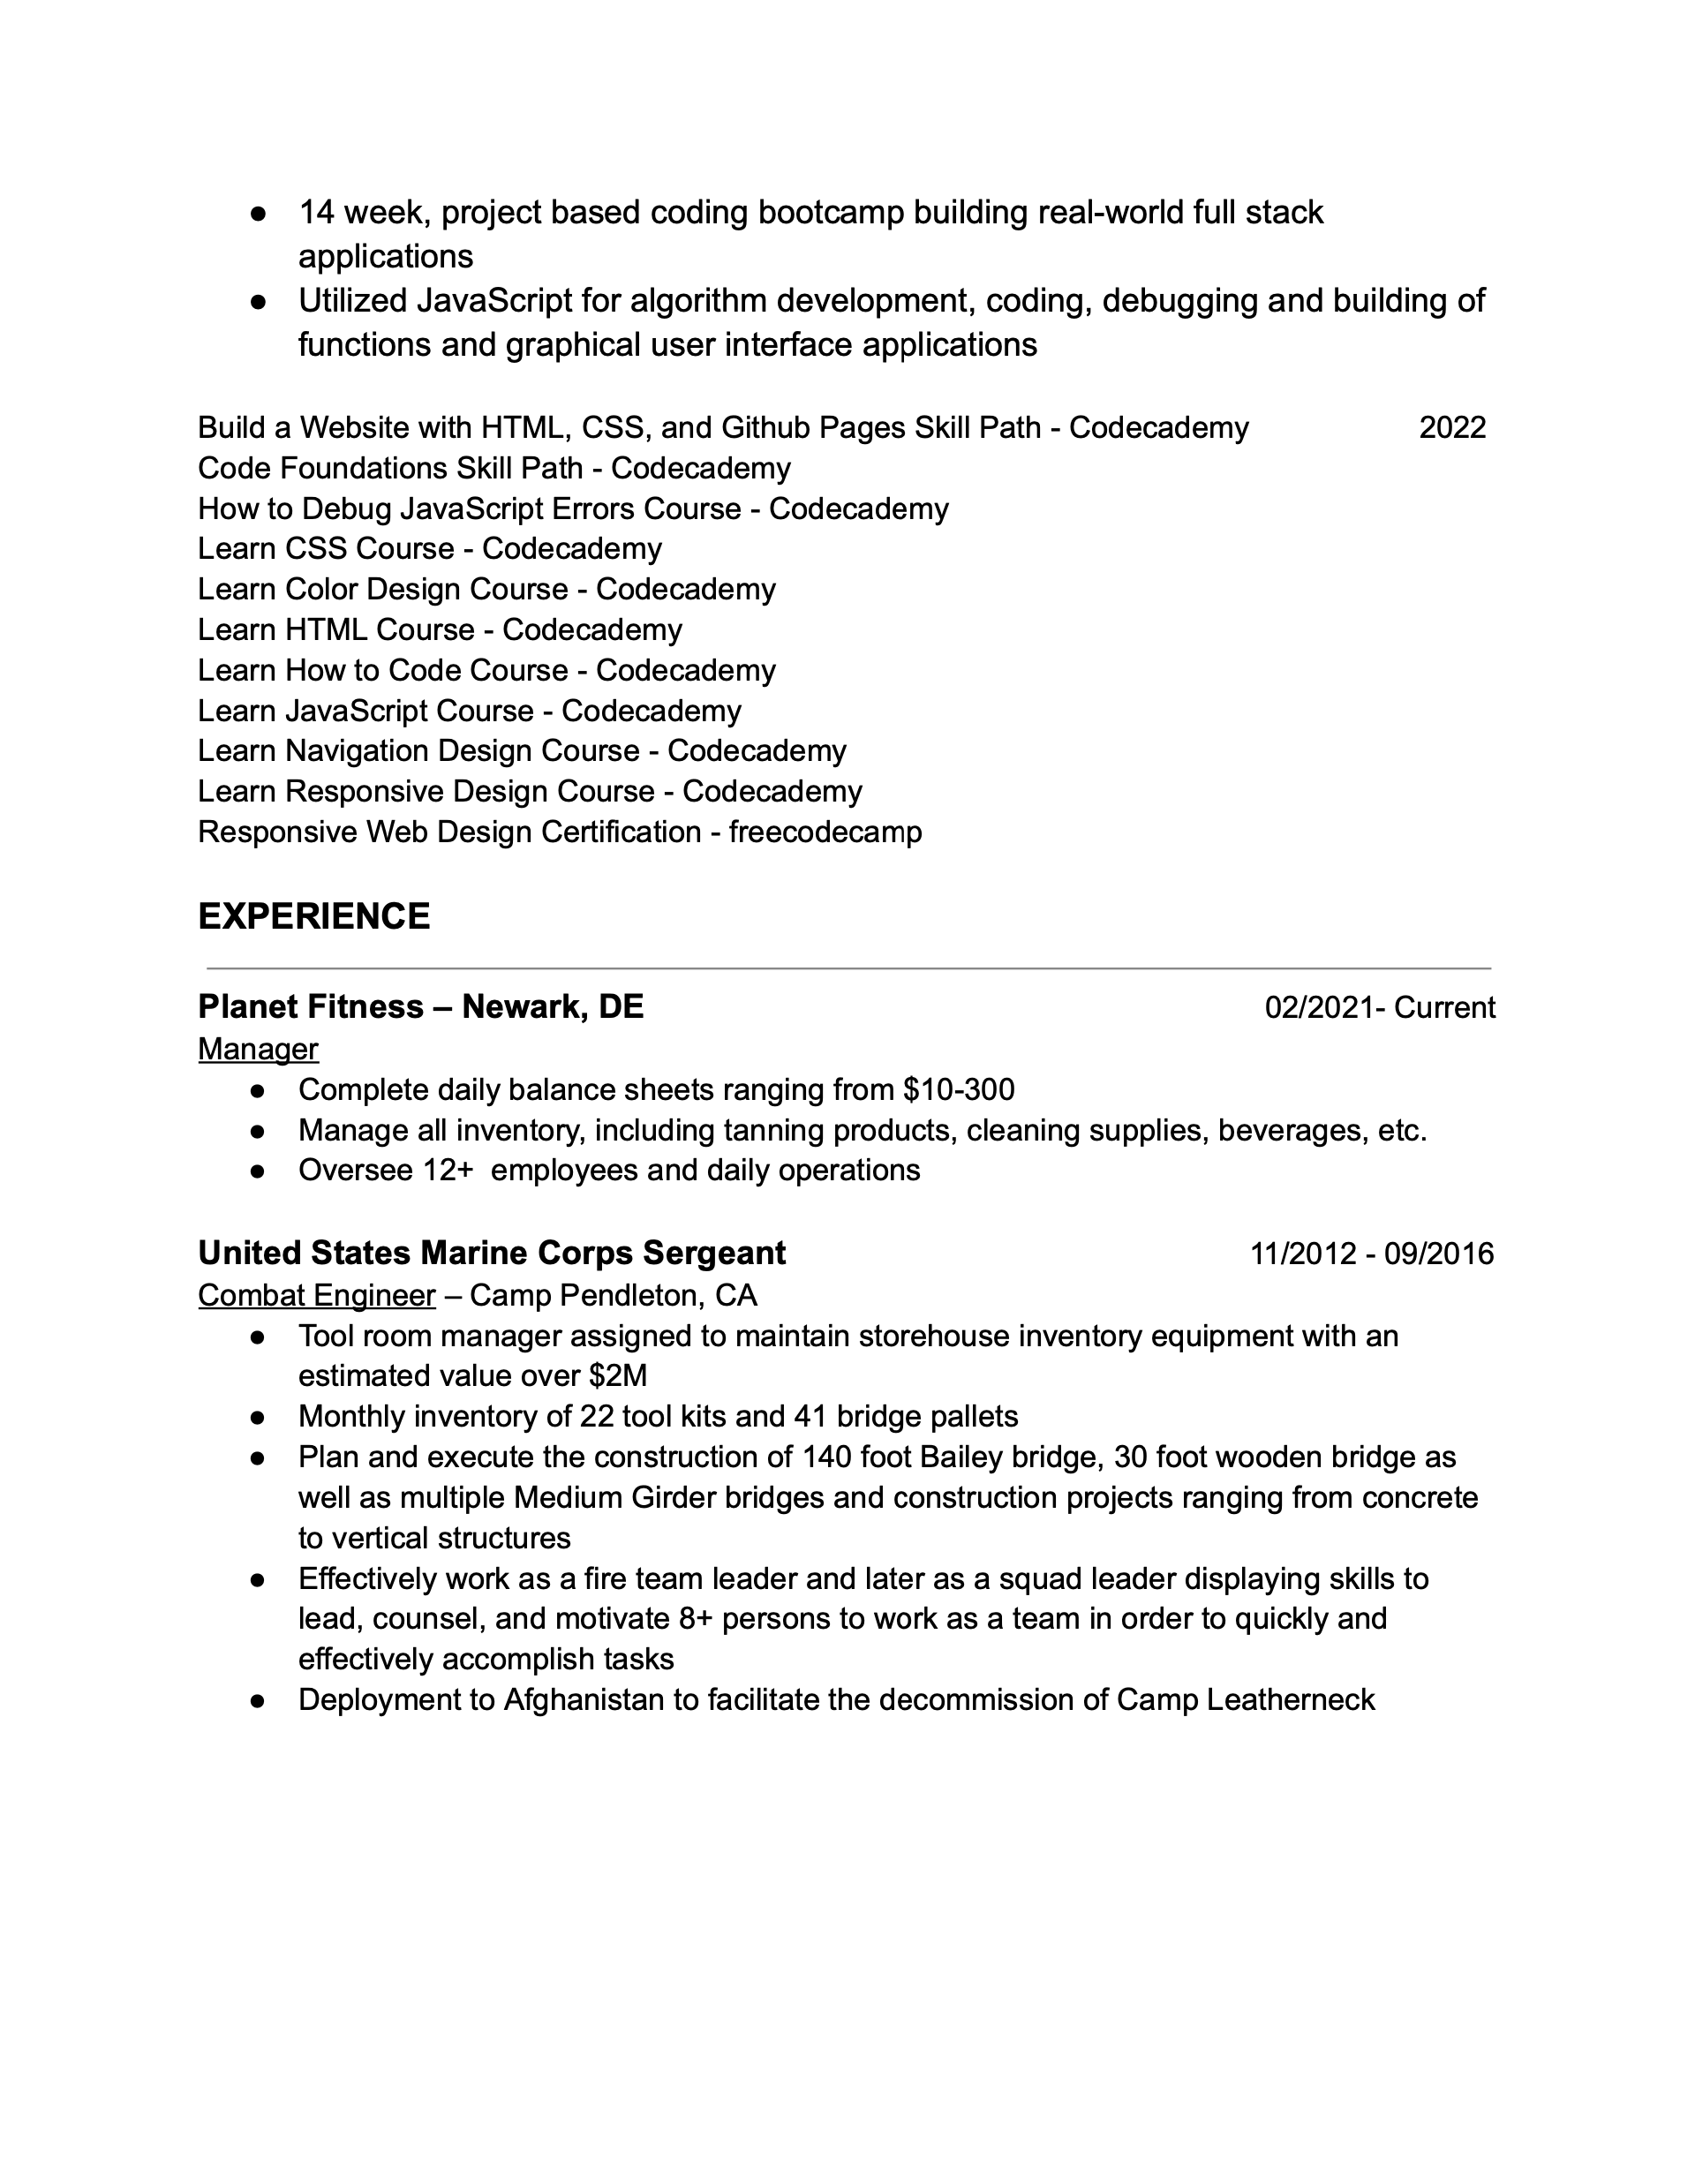 ● 14 week, project based coding bootcamp building real-world full stack
applications
● Utilized JavaScript for algorithm development, coding, debugging and building of
functions and graphical user interface applications
Build a Website with HTML, CSS, and Github Pages Skill Path - Codecademy 2022
Code Foundations Skill Path - Codecademy
How to Debug JavaScript Errors Course - Codecademy
Learn CSS Course - Codecademy
Learn Color Design Course - Codecademy
Learn HTML Course - Codecademy
Learn How to Code Course - Codecademy
Learn JavaScript Course - Codecademy
Learn Navigation Design Course - Codecademy
Learn Responsive Design Course - Codecademy
Responsive Web Design Certification - freecodecamp
EXPERIENCE
Planet Fitness – Newark, DE 02/2021- Current
Manager
● Complete daily balance sheets ranging from $10-300
● Manage all inventory, including tanning products, cleaning supplies, beverages, etc.
● Oversee 12+  employees and daily operations
United States Marine Corps Sergeant 11/2012 - 09/2016
Combat Engineer – Camp Pendleton, CA
● Tool room manager assigned to maintain storehouse inventory equipment with an
estimated value over $2M
● Monthly inventory of 22 tool kits and 41 bridge pallets
● Plan and execute the construction of 140 foot Bailey bridge, 30 foot wooden bridge as
well as multiple Medium Girder bridges and construction projects ranging from concrete
to vertical structures
● Effectively work as a fire team leader and later as a squad leader displaying skills to
lead, counsel, and motivate 8+ persons to work as a team in order to quickly and
effectively accomplish tasks
● Deployment to Afghanistan to facilitate the decommission of Camp Leatherneck